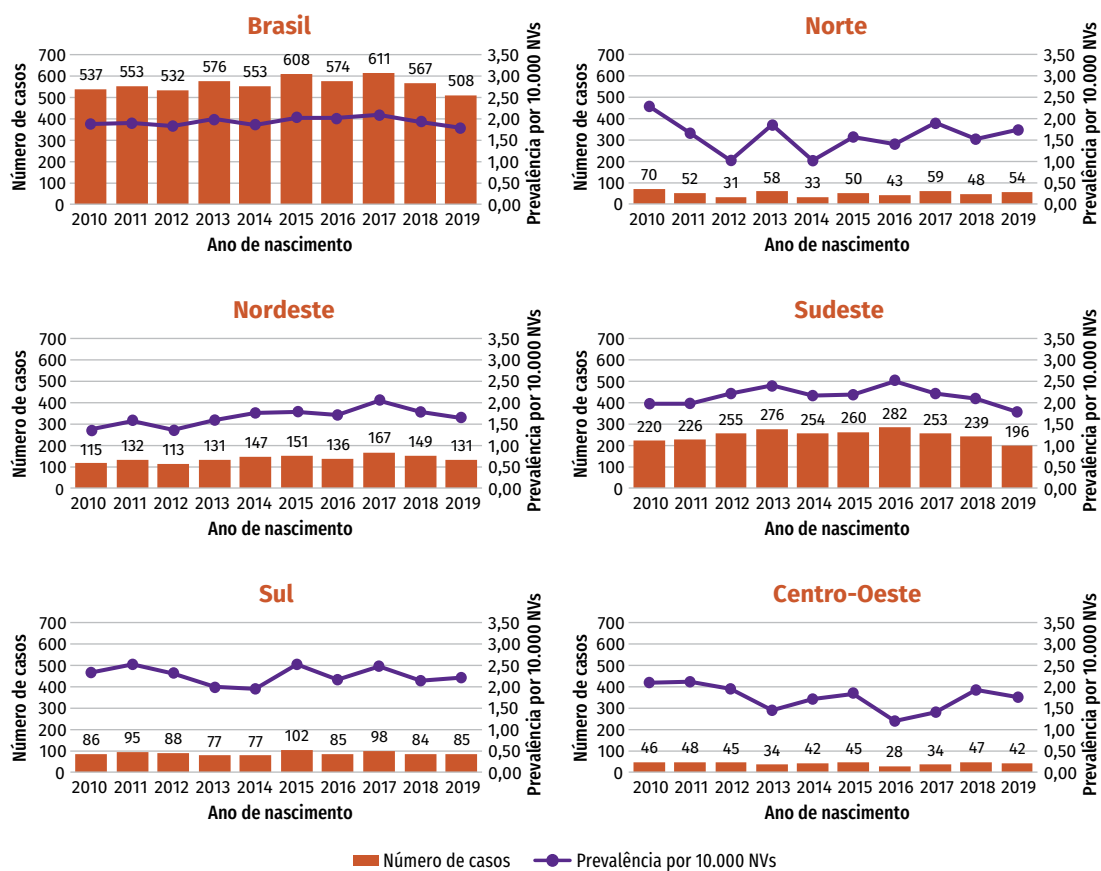 Brasil
Número de casos
700
600
500
400
300
200
100
0
537 553 532 576 553 608 574 611 567 508
3,50
3,00
2,50
2,00
1,50
1,00
0,50
0,00
Prevalência por 10.000 NVs
2010 2011 2012 2013 2014 2015 2016 2017 2018 2019
Ano de nascimento
Norte
Número de casos
700
600
500
400
300
200
100
0
70 52 31 58 33 50 43 59 48 54
3,50
3,00
2,50
2,00
1,50
1,00
0,50
0,00
Prevalência por 10.000 NVs
2010 2011 2012 2013 2014 2015 2016 2017 2018 2019
Ano de nascimento
Nordeste
Número de casos
700
600
500
400
300
200
100
0
115 132 113 131 147 151 136 167 149 131
3,50
3,00
2,50
2,00
1,50
1,00
0,50
0,00
Prevalência por 10.000 NVs
2010 2011 2012 2013 2014 2015 2016 2017 2018 2019
Ano de nascimento
Sudeste
Número de casos
700
600
500
400
300
200
100
0
220 226 255 276 254 260 282 253 239 196
3,50
3,00
2,50
2,00
1,50
1,00
0,50
0,00
Prevalência por 10.000 NVs
2010 2011 2012 2013 2014 2015 2016 2017 2018 2019
Ano de nascimento
Sul
Número de casos
700
600
500
400
300
200
100
0
86 95 88 77 77 102 85 98 84 85
3,50
3,00
2,50
2,00
1,50
1,00
0,50
0,00
Prevalência por 10.000 NVs
2010 2011 2012 2013 2014 2015 2016 2017 2018 2019
Ano de nascimento
Centro-Oeste
Número de casos
700
600
500
400
300
200
100
0
46 48 45 34 42 45 28 34 47 42
3,50
3,00
2,50
2,00
1,50
1,00
0,50
0,00
Prevalência por 10.000 NVs
2010 2011 2012 2013 2014 2015 2016 2017 2018 2019
Ano de nascimento
Número de casos Prevalência por 10.000 NVs